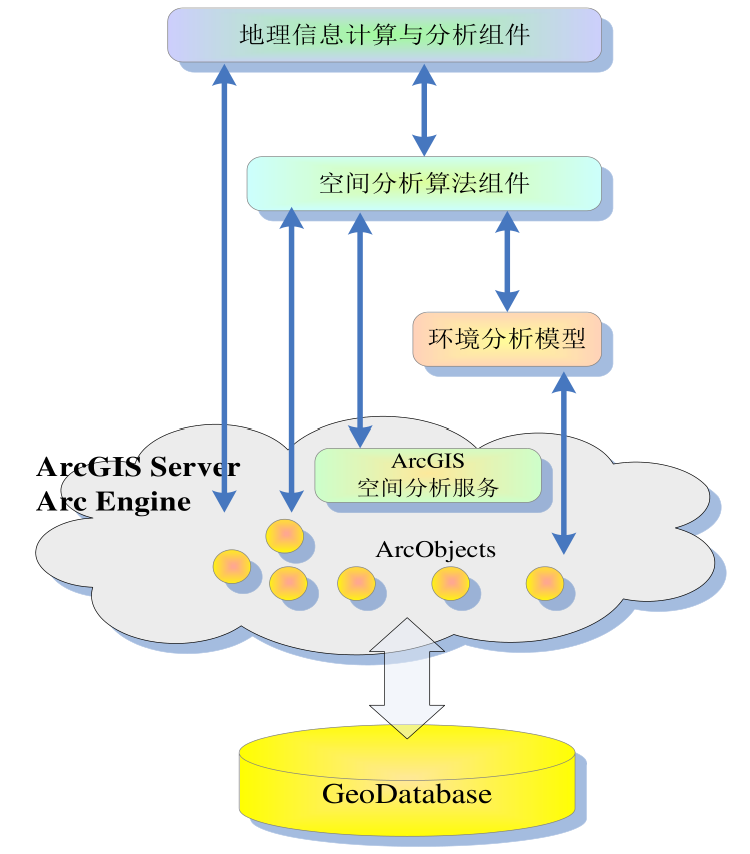 地理信息计算与分析组件
空间分析算法组件
环境分析模型
ArcGIS Server
Arc Engine
ArcGIS
空间分析服务
ArcObjects
GeoDatabase